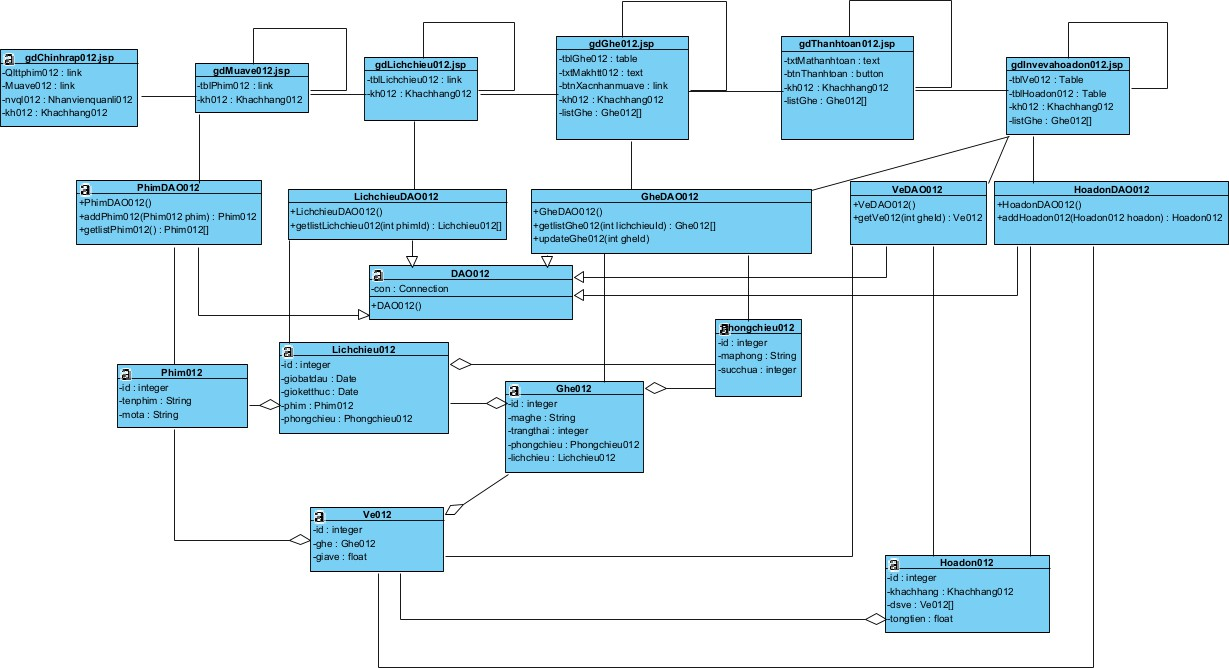 gdChinhrap012.jsp
-Qlttphim012 : link
-Muave012 : link
-nvql012 : Nhanvienquanli012
-kh012 : Khachhang012
gdMuave012.jsp
-tblPhim012 : link
-kh012 : Khachhang012
gdLichchieu012.jsp
-tblLichchieu012 : link
-kh012 : Khachhang012
gdGhe012.jsp
-tblGhe012 : table
-txtMakhtt012 : text
-btnXacnhanmuave : link
-kh012 : Khachhang012
-listGhe : Ghe012[]
gdThanhtoan012.jsp
-txtMathanhtoan : text
-btnThanhtoan : button
-kh012 : Khachhang012
-listGhe : Ghe012[]
gdInvevahoadon012.jsp
-tblVe012 : Table
-tblHoadon012 : Table
-kh012 : Khachhang012
-listGhe : Ghe012[]
a
PhimDAO012
+PhimDAO012()
+addPhim012(Phim012 phim) : Phim012
+getlistPhim012() : Phim012[]
LichchieuDAO012
+LichchieuDAO012()
+getlistLichchieu012(int phimId) : Lichchieu012[]
GheDAO012
+GheDAO012()
+getlistGhe012(int lichchieuId) : Ghe012[]
+updateGhe012(int gheId)
VeDAO012
+VeDAO012()
+getVe012(int gheId) : Ve012
HoadonDAO012
+HoadonDAO012()
+addHoadon012(Hoadon012 hoadon) : Hoadon012
a
DAO012
-con : Connection
+DAO012()
a
Phongchieu012
-id : integer
-maphong : String
-succhua : integer
a
Lichchieu012
-id : integer
-giobatdau : Date
-gioketthuc : Date
-phim : Phim012
-phongchieu : Phongchieu012
a
Phim012
-id : integer
-tenphim : String
-mota : String
a
Ghe012
-id : integer
-maghe : String
-trangthai : integer
-phongchieu : Phongchieu012
-lichchieu : Lichchieu012
a
Ve012
-id : integer
-ghe : Ghe012
-giave : float
a
Hoadon012
-id : integer
-khachhang : Khachhang012
-dsve : Ve012[]
-tongtien : float